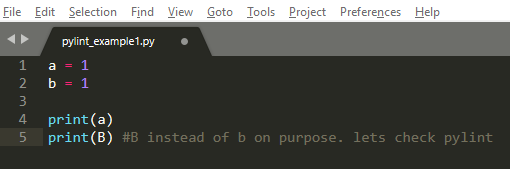 File Edit Selection Find View Goto Tools Project Preferences Help
pylint_example1.py
1 a = 1
2 b = 1
3
4 print(a)
5 print(B) #B instead of b on purpose. lets check pylint